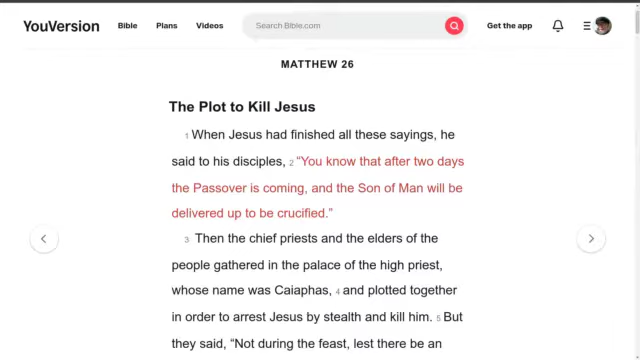 YouVersion Bible Plans Videos Search Bible.com Get the app
MATTHEW 26
The Plot to Kill Jesus
1 When Jesus had finished all these sayings, he
said to his disciples, 2 “You know that after two days
the Passover is coming, and the Son of Man will be
delivered up to be crucified.”
3 Then the chief priests and the elders of the
people gathered in the palace of the high priest,
whose name was Caiaphas, 4 and plotted together
in order to arrest Jesus by stealth and kill him. 5 But
they said, “Not during the feast, lest there be an